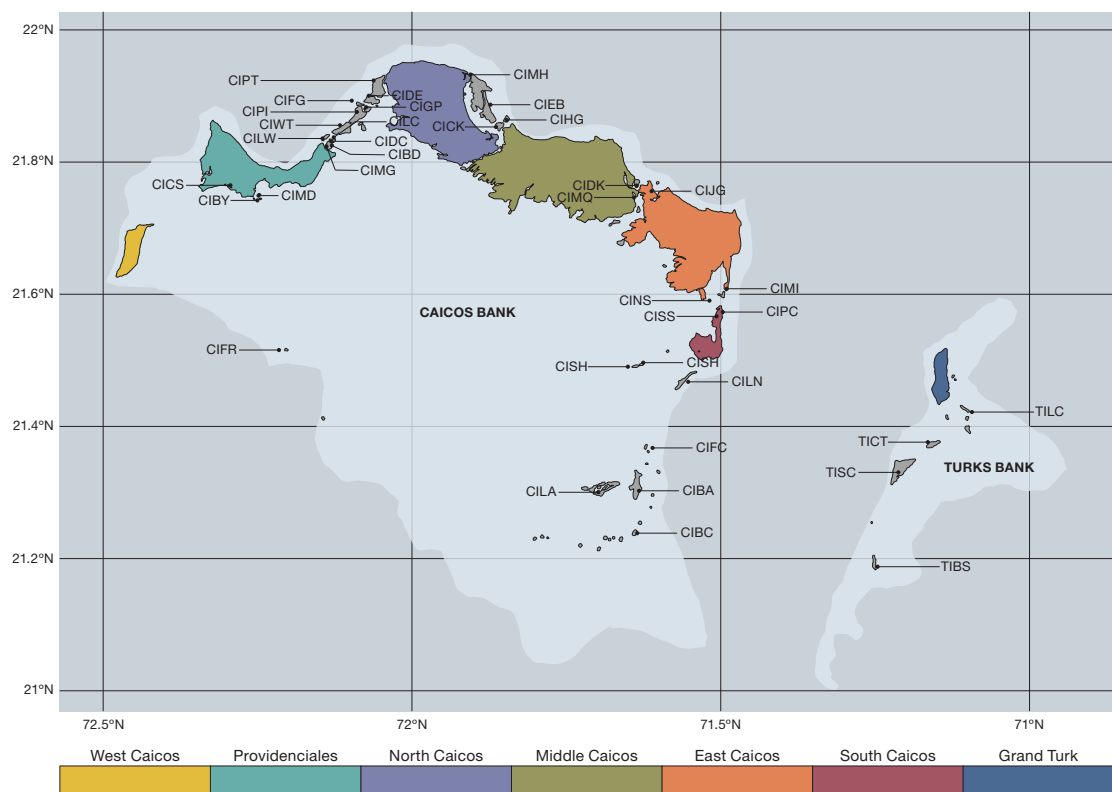 22°N
CIPT
CIMH
CIFG
CIDE
CIEB
CIPI
CIGP
CIWT
CILC
CICK
CIHG
CILW
CIDC
CIBD
21.8°N
CIMG
CICS
CIDK
CIJG
CIBY
CIMD
CIMQ
21.6°N
CIMI
CINS
CAICOS BANK
CISS
CIPC
CIFR
CISH
CISH
CILN
TILC
21.4°N
TICT
CIFC
TURKS BANK
TISC
CILA
CIBA
CIBC
21.2°N
TIBS
21°N
72.5°N
72°N
71.5°N
71°N
West Caicos
Providenciales
North Caicos
Middle Caicos
East Caicos
South Caicos
Grand Turk